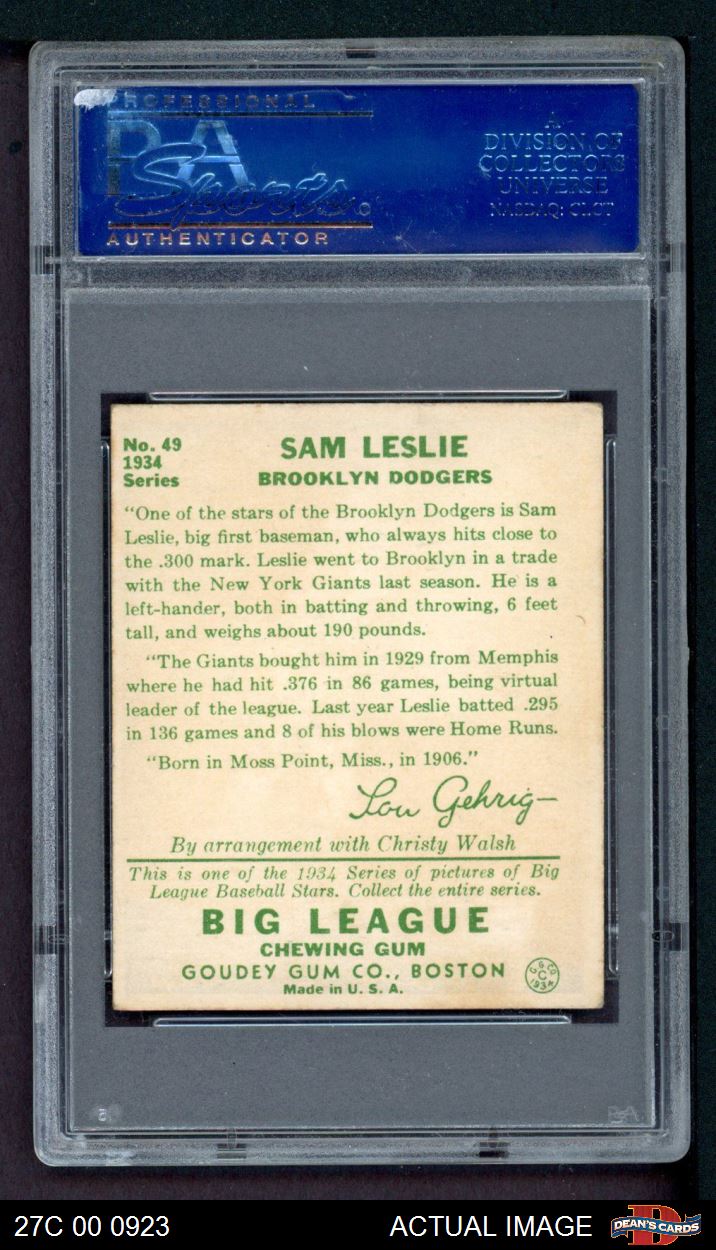 PROFESSIONAL
PSA
Sports
AUTHENTICATOR
A
DIVISION OF
COLLECTORS
UNIVERSE
NASDAQ: CLCT
No. 49
1934
Series
SAM LESLIE
BROOKLYN DODGERS
"One of the stars of the Brooklyn Dodgers is Sam
Leslie, big first baseman, who always hits close to
the .300 mark. Leslie went to Brooklyn in a trade
with the New York Giants last season. He is a
left-hander, both in batting and throwing, 6 feet
tall, and weighs about 190 pounds.
"The Giants bought him in 1929 from Memphis
where he had hit .376 in 86 games, being virtual
leader of the league. Last year Leslie batted .295
in 136 games and 8 of his blows were Home Runs.
"Born in Moss Point, Miss., in 1906."
Lou Gehrig
By arrangement with Christy Walsh
This is one of the 1934 Series of pictures of Big
League Baseball Stars. Collect the entire series.
BIG LEAGUE
CHEWING GUM
GOUDEY GUM CO., BOSTON
Made in U. S. A.
G. G. CO.
C
1934
PSA
27C 00 0923
ACTUAL IMAGE
DEAN'S CARDS